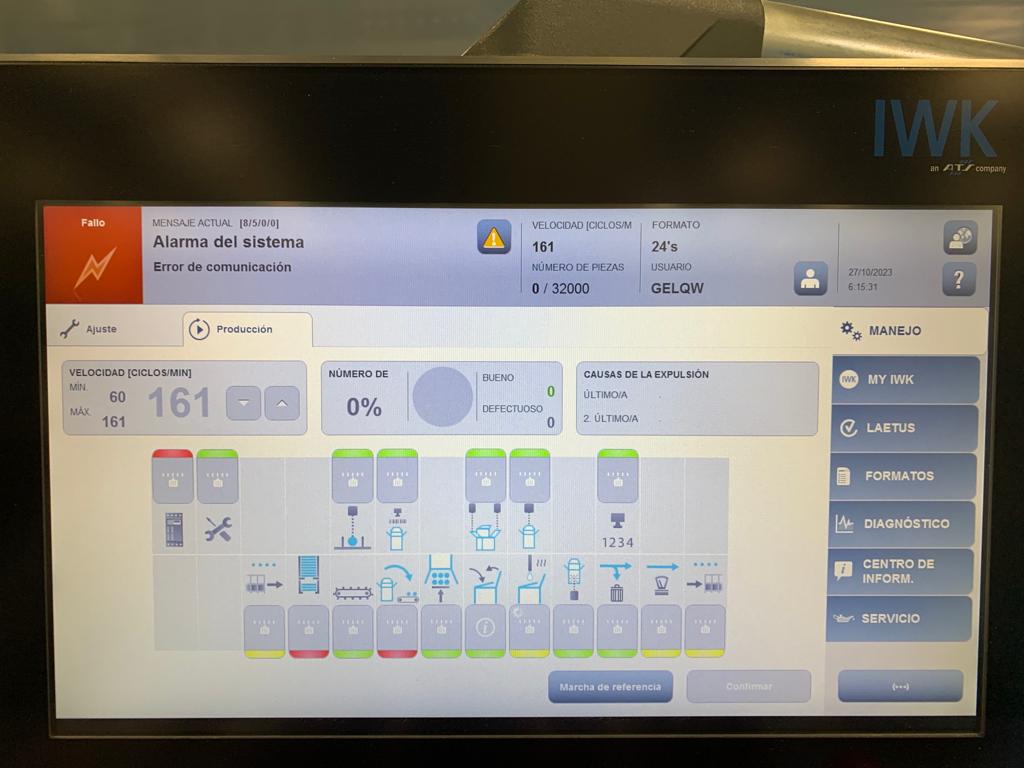 IWK
an ATS company
Fallo
MENSAJE ACTUAL [8/5/0/0]
Alarma del sistema
Error de comunicación
VELOCIDAD [CICLOS/M
161
NÚMERO DE PIEZAS
0 / 32000
FORMATO
24's
USUARIO
GELQW
27/10/2023
6:15:31
?
Ajuste
Producción
MANEJO
VELOCIDAD [CICLOS/MIN]
MÍN.
60
MÁX.
161
161
NÚMERO DE
0%
BUENO
0
DEFECTUOSO
0
CAUSAS DE LA EXPULSIÓN
ÚLTIMO/A
2. ÚLTIMO/A
IWK MY IWK
LAETUS
FORMATOS
DIAGNÓSTICO
CENTRO DE
INFORM.
SERVICIO
1234
i
Marcha de referencia
Confirmar
(•••)